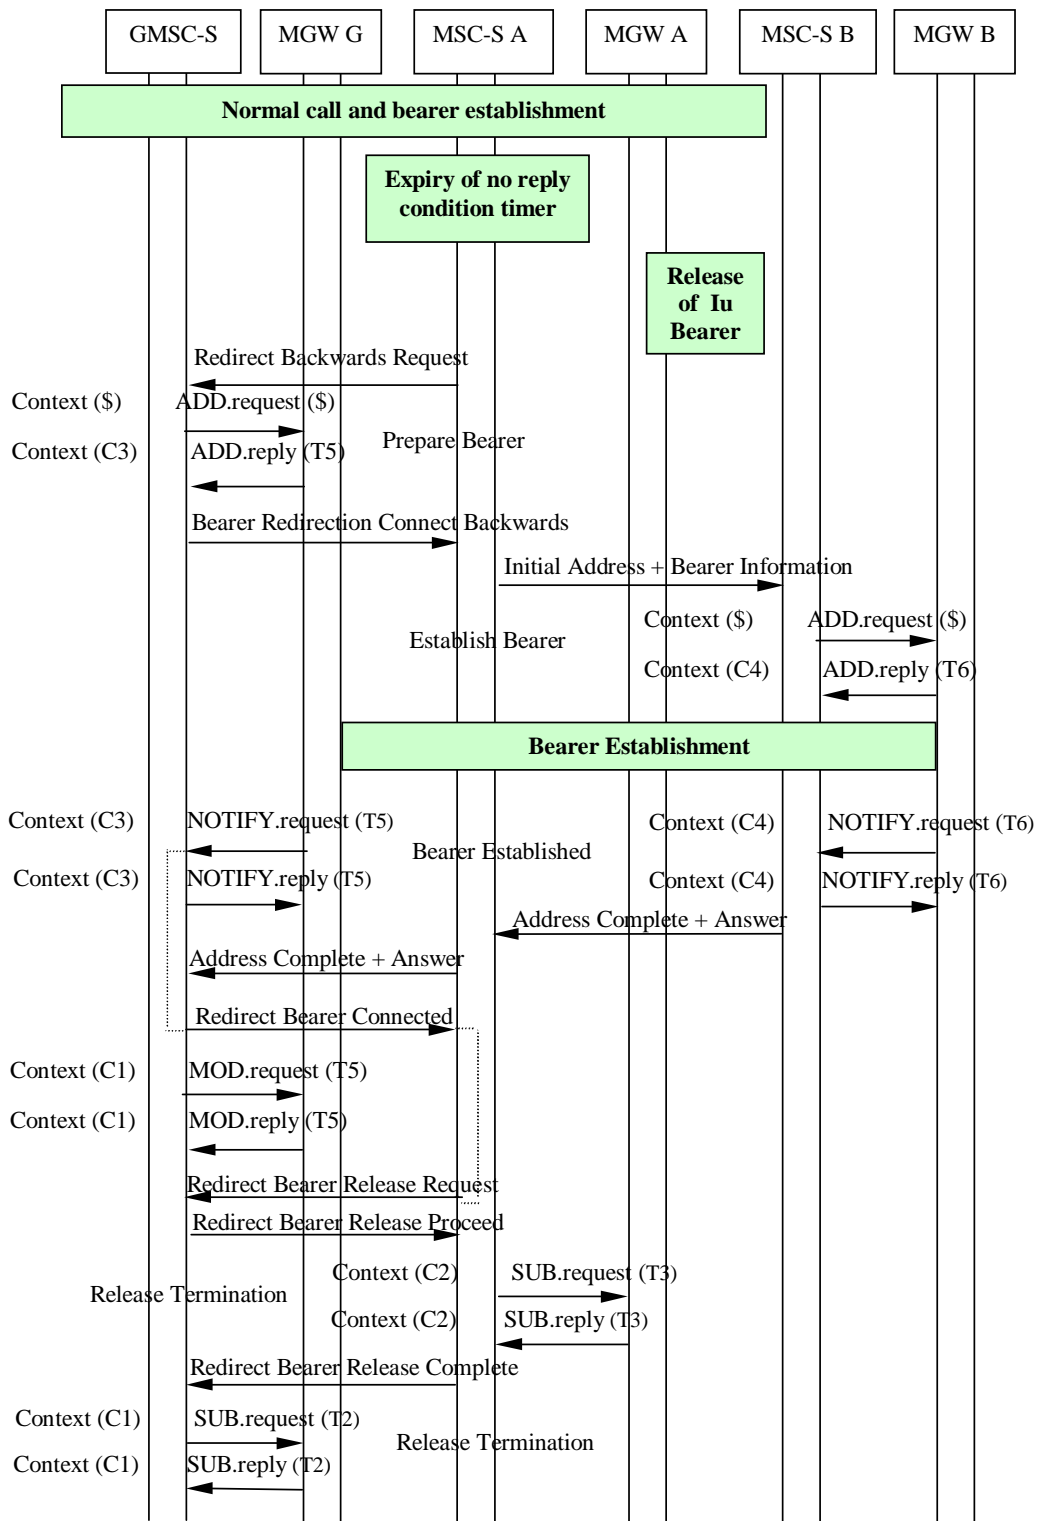 GMSC-S MGW G MSC-S A MGW A MSC-S B MGW B
Normal call and bearer establishment
Expiry of no reply
condition timer
Release
of Iu
Bearer
Redirect Backwards Request
Context ($) ADD.request ($)
Prepare Bearer
Context (C3) ADD.reply (T5)
Bearer Redirection Connect Backwards
Initial Address + Bearer Information
Context ($) ADD.request ($)
Establish Bearer
Context (C4) ADD.reply (T6)
Bearer Establishment
Context (C3) NOTIFY.request (T5) Context (C4) NOTIFY.request (T6)
Bearer Established
Context (C3) NOTIFY.reply (T5) Context (C4) NOTIFY.reply (T6)
Address Complete + Answer
Address Complete + Answer
Redirect Bearer Connected
Context (C1) MOD.request (T5)
Context (C1) MOD.reply (T5)
Redirect Bearer Release Request
Redirect Bearer Release Proceed
Context (C2) SUB.request (T3)
Release Termination
Context (C2) SUB.reply (T3)
Redirect Bearer Release Complete
Context (C1) SUB.request (T2)
Release Termination
Context (C1) SUB.reply (T2)